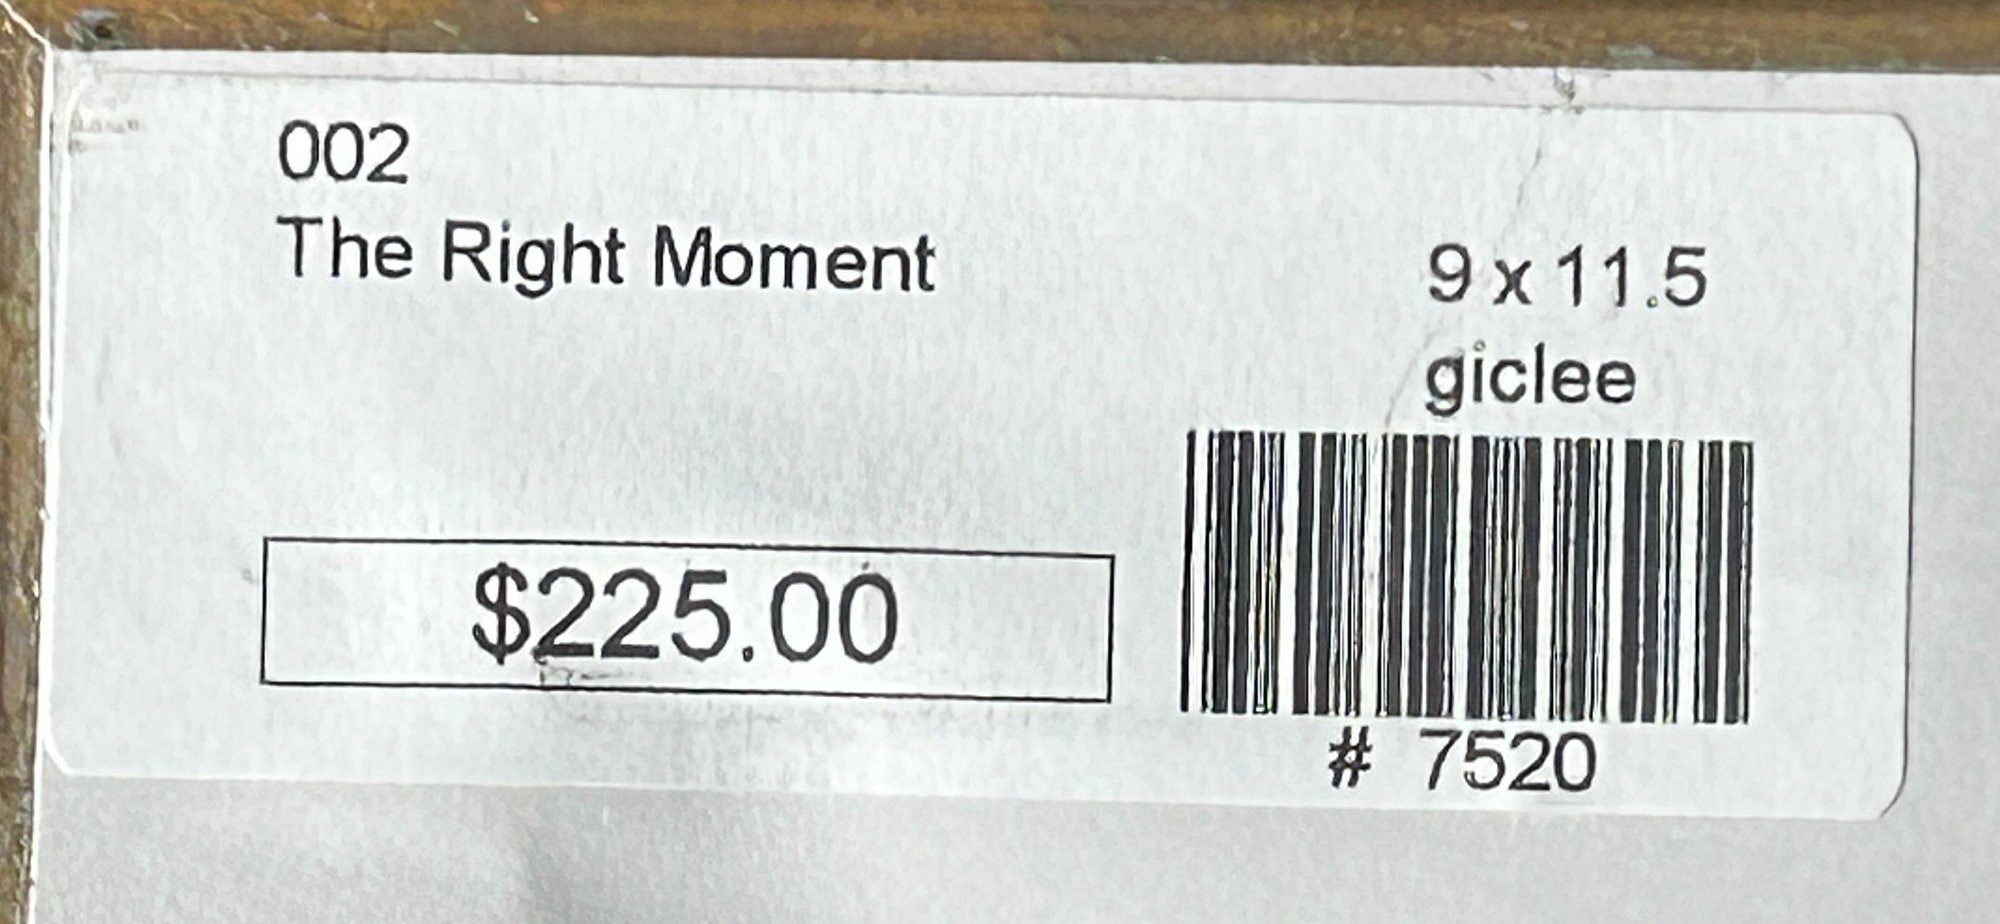 002
The Right Moment
9 x 11.5
giclee
$225.00
# 7520